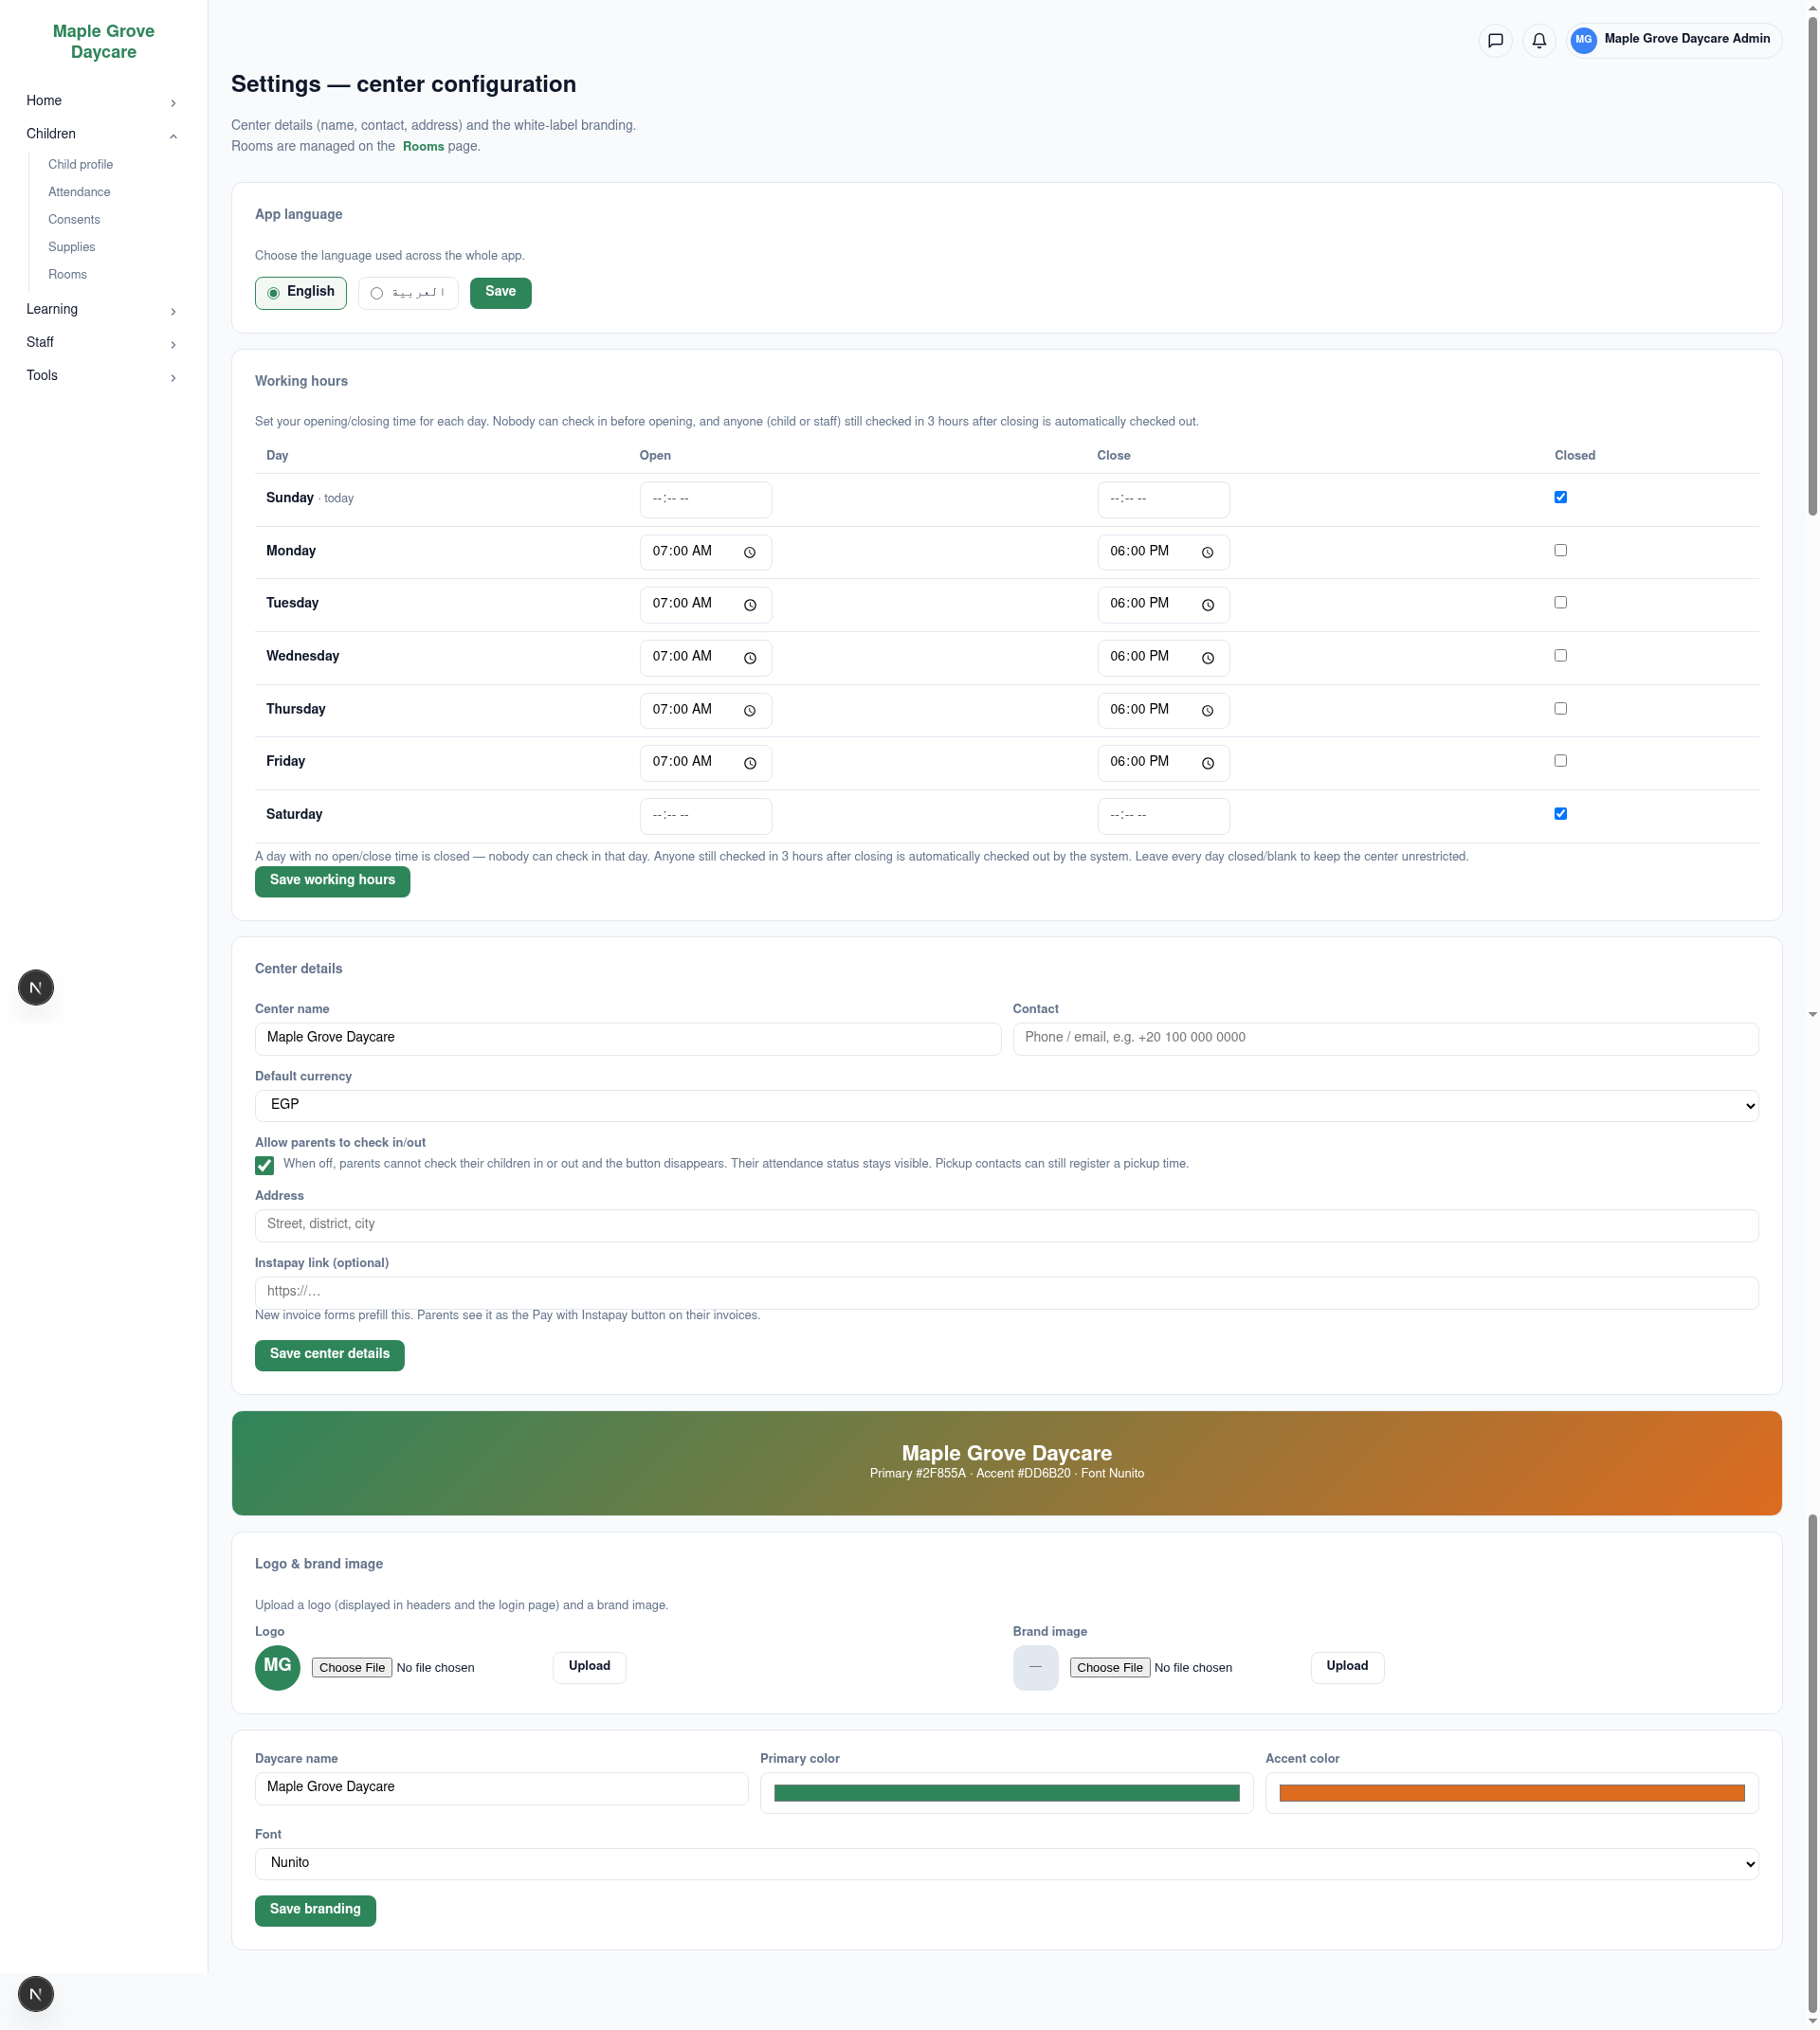 Maple Grove
Daycare
Home
Children
Child profile
Attendance
Consents
Supplies
Rooms
Learning
Staff
Tools
MG Maple Grove Daycare Admin
Settings — center configuration
Center details (name, contact, address) and the white-label branding.
Rooms are managed on the Rooms page.
App language
Choose the language used across the whole app.
English العربية Save
Working hours
Set your opening/closing time for each day. Nobody can check in before opening, and anyone (child or staff) still checked in 3 hours after closing is automatically checked out.
Day Open Close Closed
Sunday · today --:-- -- --:-- --
Monday 07:00 AM 06:00 PM
Tuesday 07:00 AM 06:00 PM
Wednesday 07:00 AM 06:00 PM
Thursday 07:00 AM 06:00 PM
Friday 07:00 AM 06:00 PM
Saturday --:-- -- --:-- --
A day with no open/close time is closed — nobody can check in that day. Anyone still checked in 3 hours after closing is automatically checked out by the system. Leave every day closed/blank to keep the center unrestricted.
Save working hours
Center details
Center name Contact
Maple Grove Daycare Phone / email, e.g. +20 100 000 0000
Default currency
EGP
Allow parents to check in/out
When off, parents cannot check their children in or out and the button disappears. Their attendance status stays visible. Pickup contacts can still register a pickup time.
Address
Street, district, city
Instapay link (optional)
https://…
New invoice forms prefill this. Parents see it as the Pay with Instapay button on their invoices.
Save center details
Maple Grove Daycare
Primary #2F855A · Accent #DD6B20 · Font Nunito
Logo & brand image
Upload a logo (displayed in headers and the login page) and a brand image.
Logo Brand image
MG Choose File No file chosen Upload — Choose File No file chosen Upload
Daycare name Primary color Accent color
Maple Grove Daycare
Font
Nunito
Save branding
N
N